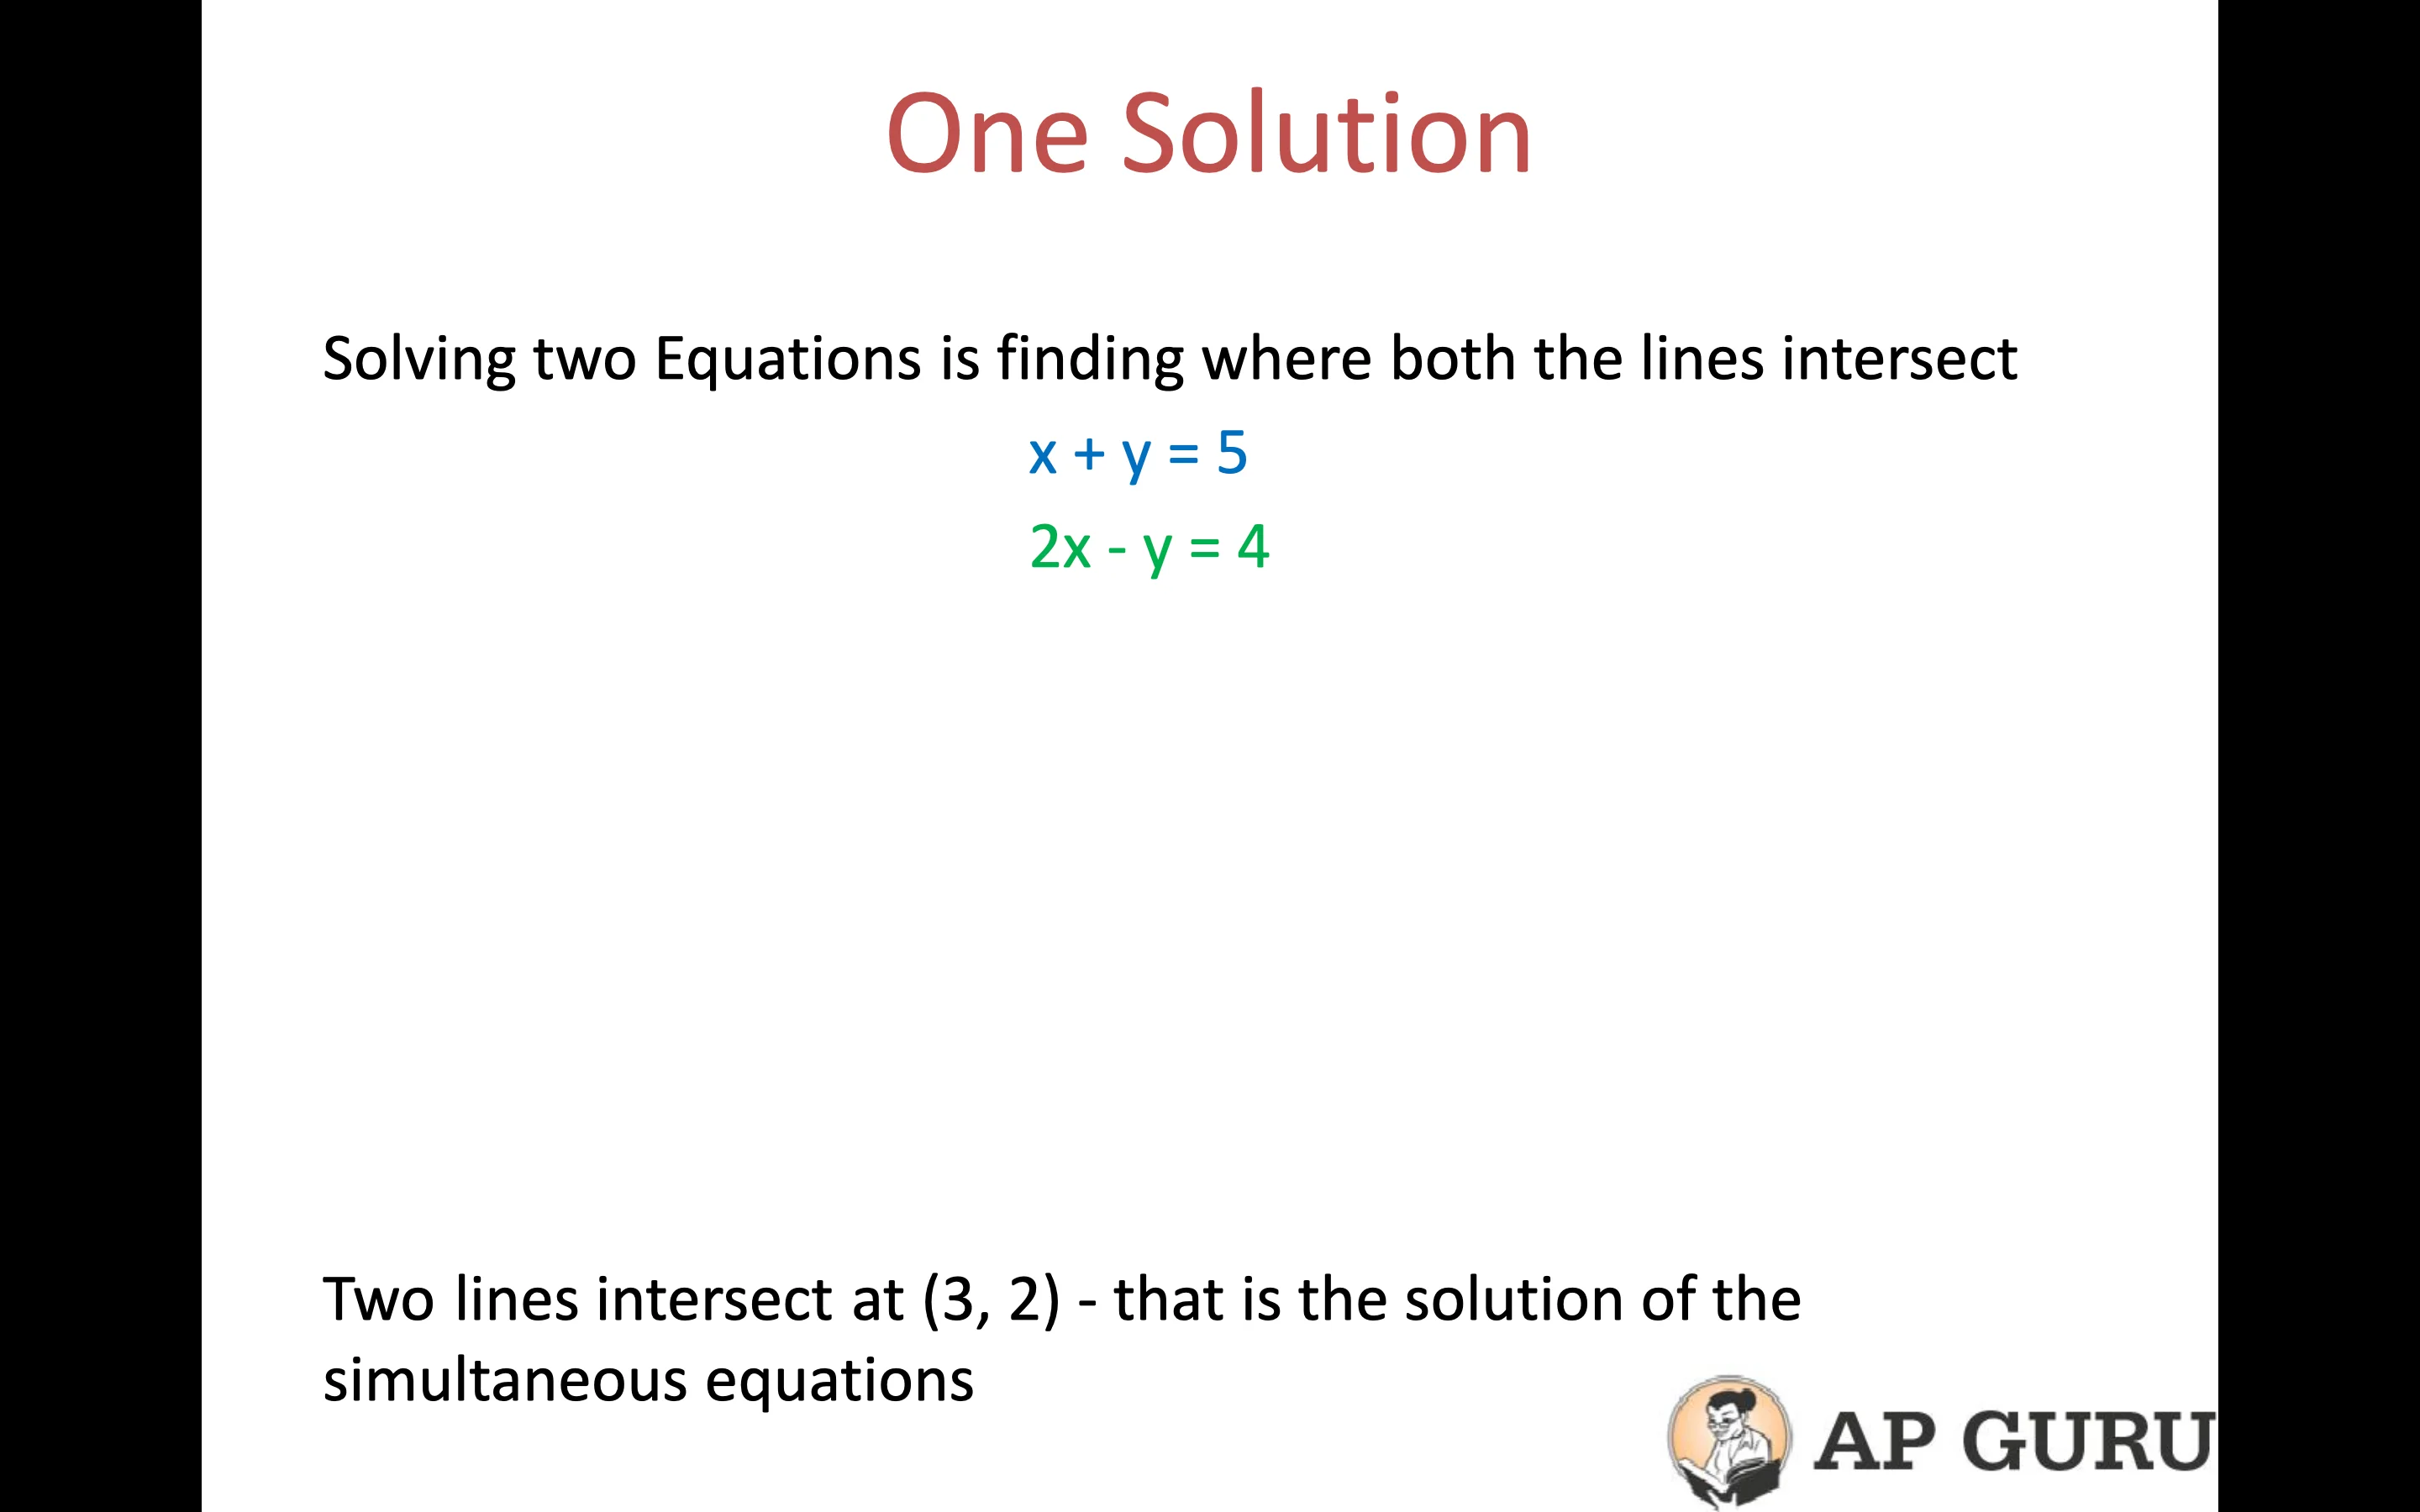 One Solution
Solving two Equations is finding where both the lines intersect
x + y = 5
2x - y = 4
Two lines intersect at (3, 2) - that is the solution of the
simultaneous equations
AP GURU